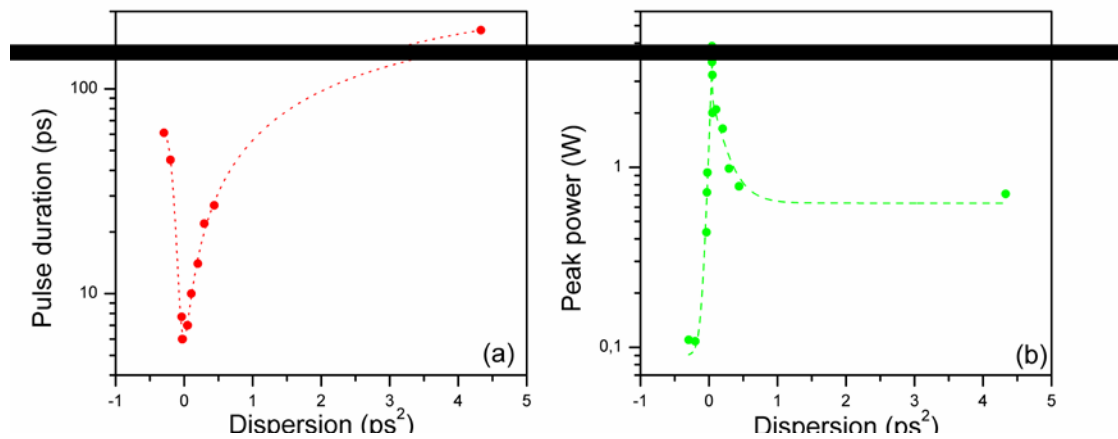 Pulse duration (ps)
100
10
(a)
-1 0 1 2 3 4 5
Dispersion (ps²)
Peak power (W)
1
0,1
(b)
-1 0 1 2 3 4 5
Dispersion (ps²)